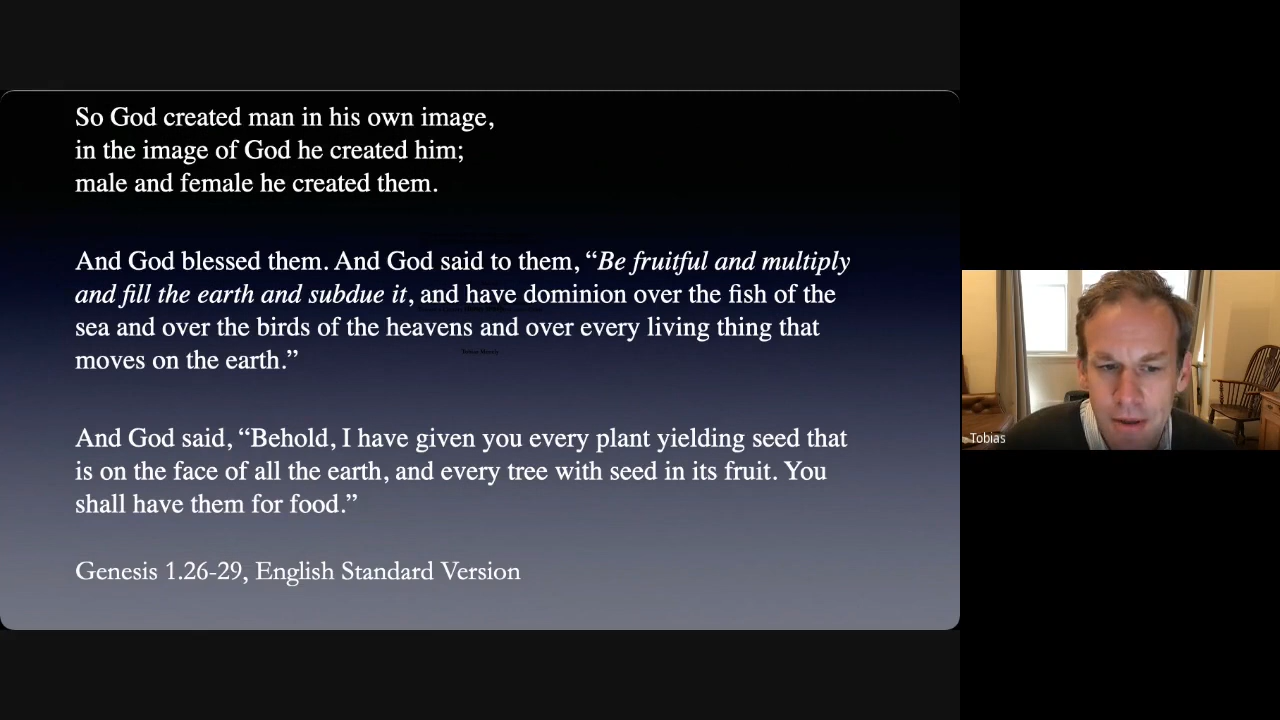 So God created man in his own image,
in the image of God he created him;
male and female he created them.
And God blessed them. And God said to them, “Be fruitful and multiply
and fill the earth and subdue it, and have dominion over the fish of the
sea and over the birds of the heavens and over every living thing that
moves on the earth.”
And God said, “Behold, I have given you every plant yielding seed that
is on the face of all the earth, and every tree with seed in its fruit. You
shall have them for food.”
Genesis 1.26-29, English Standard Version
Tobias